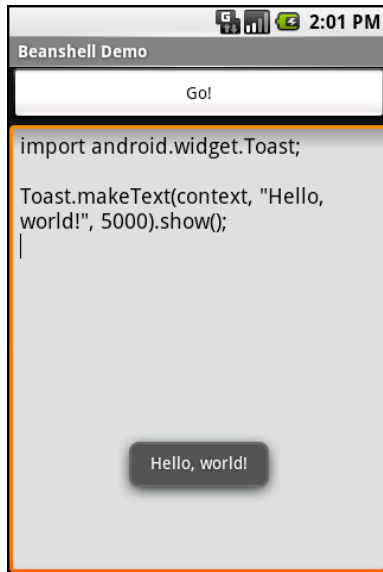 2:01 PM
Beanshell Demo
Go!
import android.widget.Toast;
Toast.makeText(context, "Hello,
world!", 5000).show();
Hello, world!